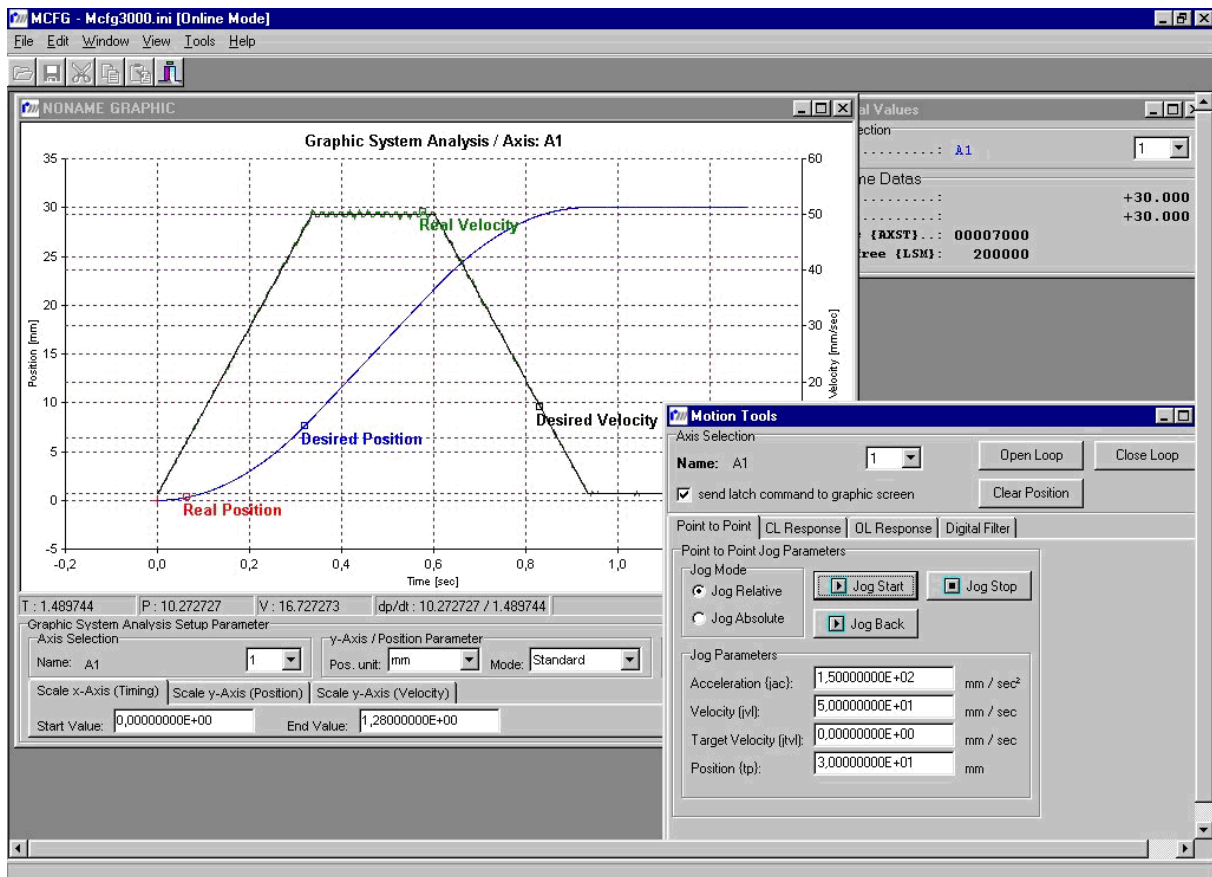 MCFG - Mcfg3000.ini [Online Mode]
File Edit Window View Tools Help
NONAME GRAPHIC
Graphic System Analysis / Axis: A1
35
30
25
20
15
10
5
0
-5
Position [mm]
60
50
40
30
20
Velocity [mm/sec]
Real Velocity
Desired Velocity
Desired Position
Real Position
-0,2 0,0 0,2 0,4 0,6 0,8 1,0
Time [sec]
T : 1.489744 P : 10.272727 V : 16.727273 dp/dt : 10.272727 / 1.489744
Graphic System Analysis Setup Parameter
Axis Selection
Name: A1 1
y-Axis / Position Parameter
Pos. unit: mm Mode: Standard
Scale x-Axis (Timing) Scale y-Axis (Position) Scale y-Axis (Velocity)
Start Value: 0,00000000E+00 End Value: 1,28000000E+00
al Values
ection
.........: A1 1
me Datas
.........: +30.000
.........: +30.000
{AXST}..: 00007000
ree {LSM}: 200000
Motion Tools
Axis Selection
Name: A1 1 Open Loop Close Loop
send latch command to graphic screen Clear Position
Point to Point CL Response OL Response Digital Filter
Point to Point Jog Parameters
Jog Mode
Jog Relative Jog Start Jog Stop
Jog Absolute Jog Back
Jog Parameters
Acceleration {jac}: 1,50000000E+02 mm / sec²
Velocity {jvl}: 5,00000000E+01 mm / sec
Target Velocity {jtvl}: 0,00000000E+00 mm / sec
Position {tp}: 3,00000000E+01 mm